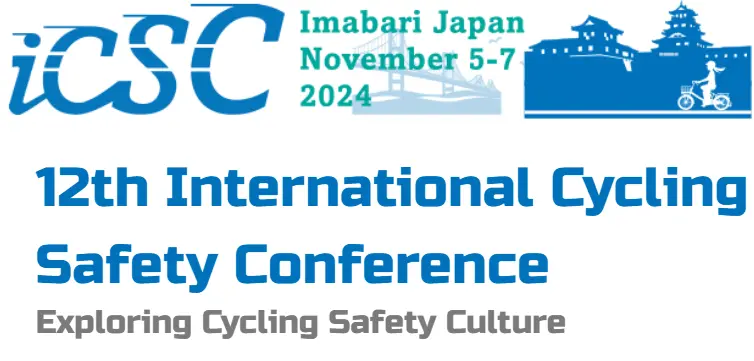 iCSC
Imabari Japan
November 5-7
2024
12th International Cycling
Safety Conference
Exploring Cycling Safety Culture